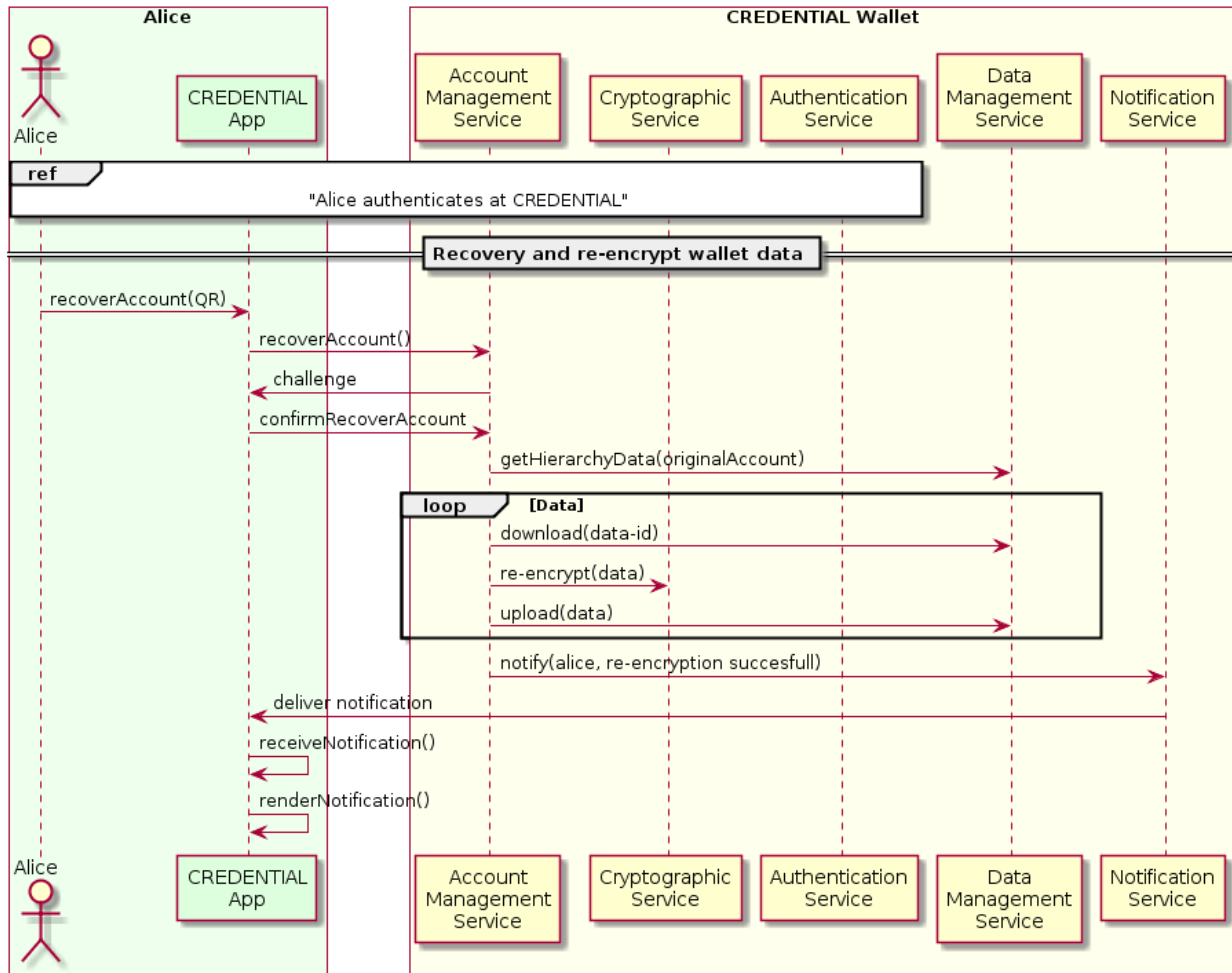 Alice
CREDENTIAL Wallet
Alice
CREDENTIAL
App
Account
Management
Service
Cryptographic
Service
Authentication
Service
Data
Management
Service
Notification
Service
ref
"Alice authenticates at CREDENTIAL"
Recovery and re-encrypt wallet data
recoverAccount(QR)
recoverAccount()
challenge
confirmRecoverAccount
getHierarchyData(originalAccount)
loop
[Data]
download(data-id)
re-encrypt(data)
upload(data)
notify(alice, re-encryption succesfull)
deliver notification
receiveNotification()
renderNotification()
Alice
CREDENTIAL
App
Account
Management
Service
Cryptographic
Service
Authentication
Service
Data
Management
Service
Notification
Service